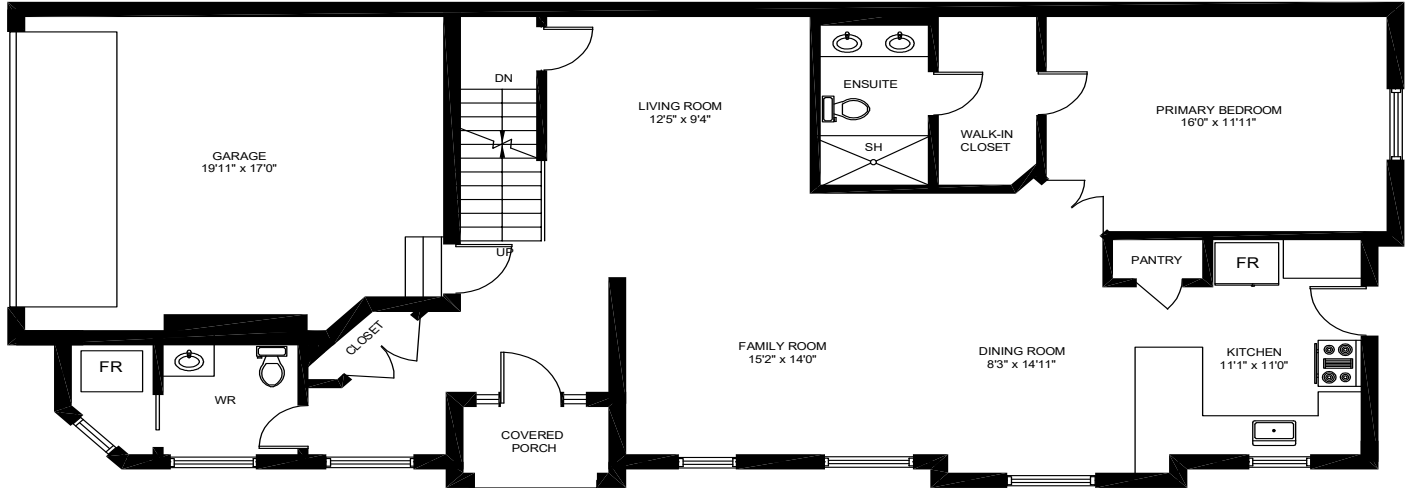 GARAGE
19'11" x 17'0"
DN
UP
LIVING ROOM
12'5" x 9'4"
ENSUITE
SH
WALK-IN
CLOSET
PRIMARY BEDROOM
16'0" x 11'11"
PANTRY
FR
CLOSET
FR
WR
COVERED
PORCH
FAMILY ROOM
15'2" x 14'0"
DINING ROOM
8'3" x 14'11"
KITCHEN
11'1" x 11'0"